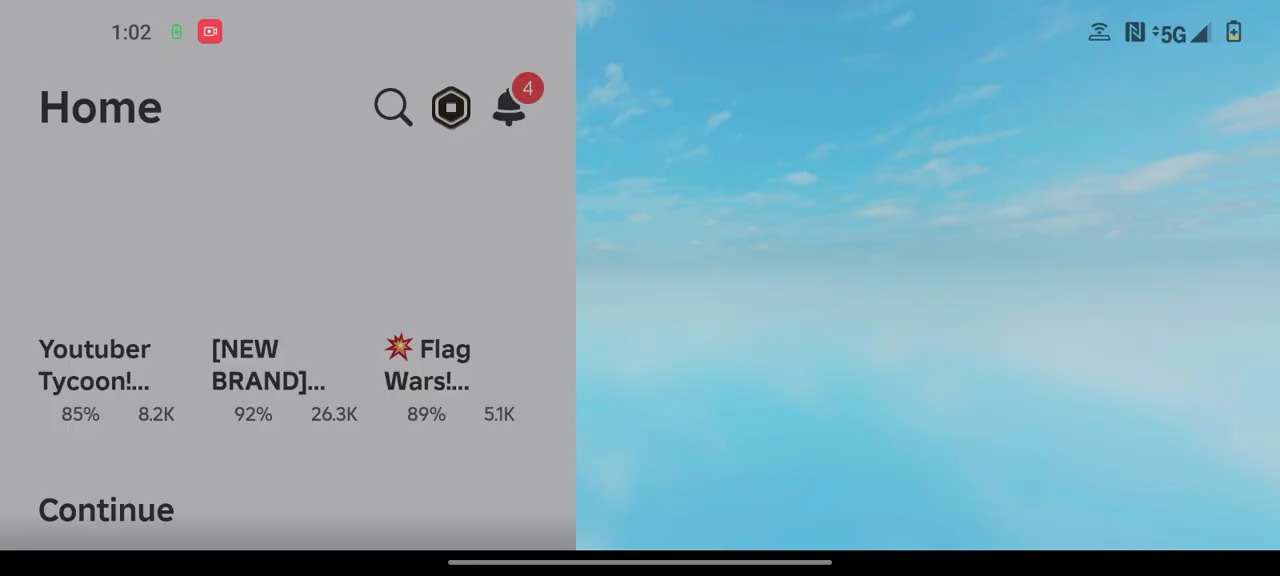 1:02
5G
Home
4
Youtuber
Tycoon!...
85% 8.2K
[NEW
BRAND]...
92% 26.3K
💥 Flag
Wars!...
89% 5.1K
Continue